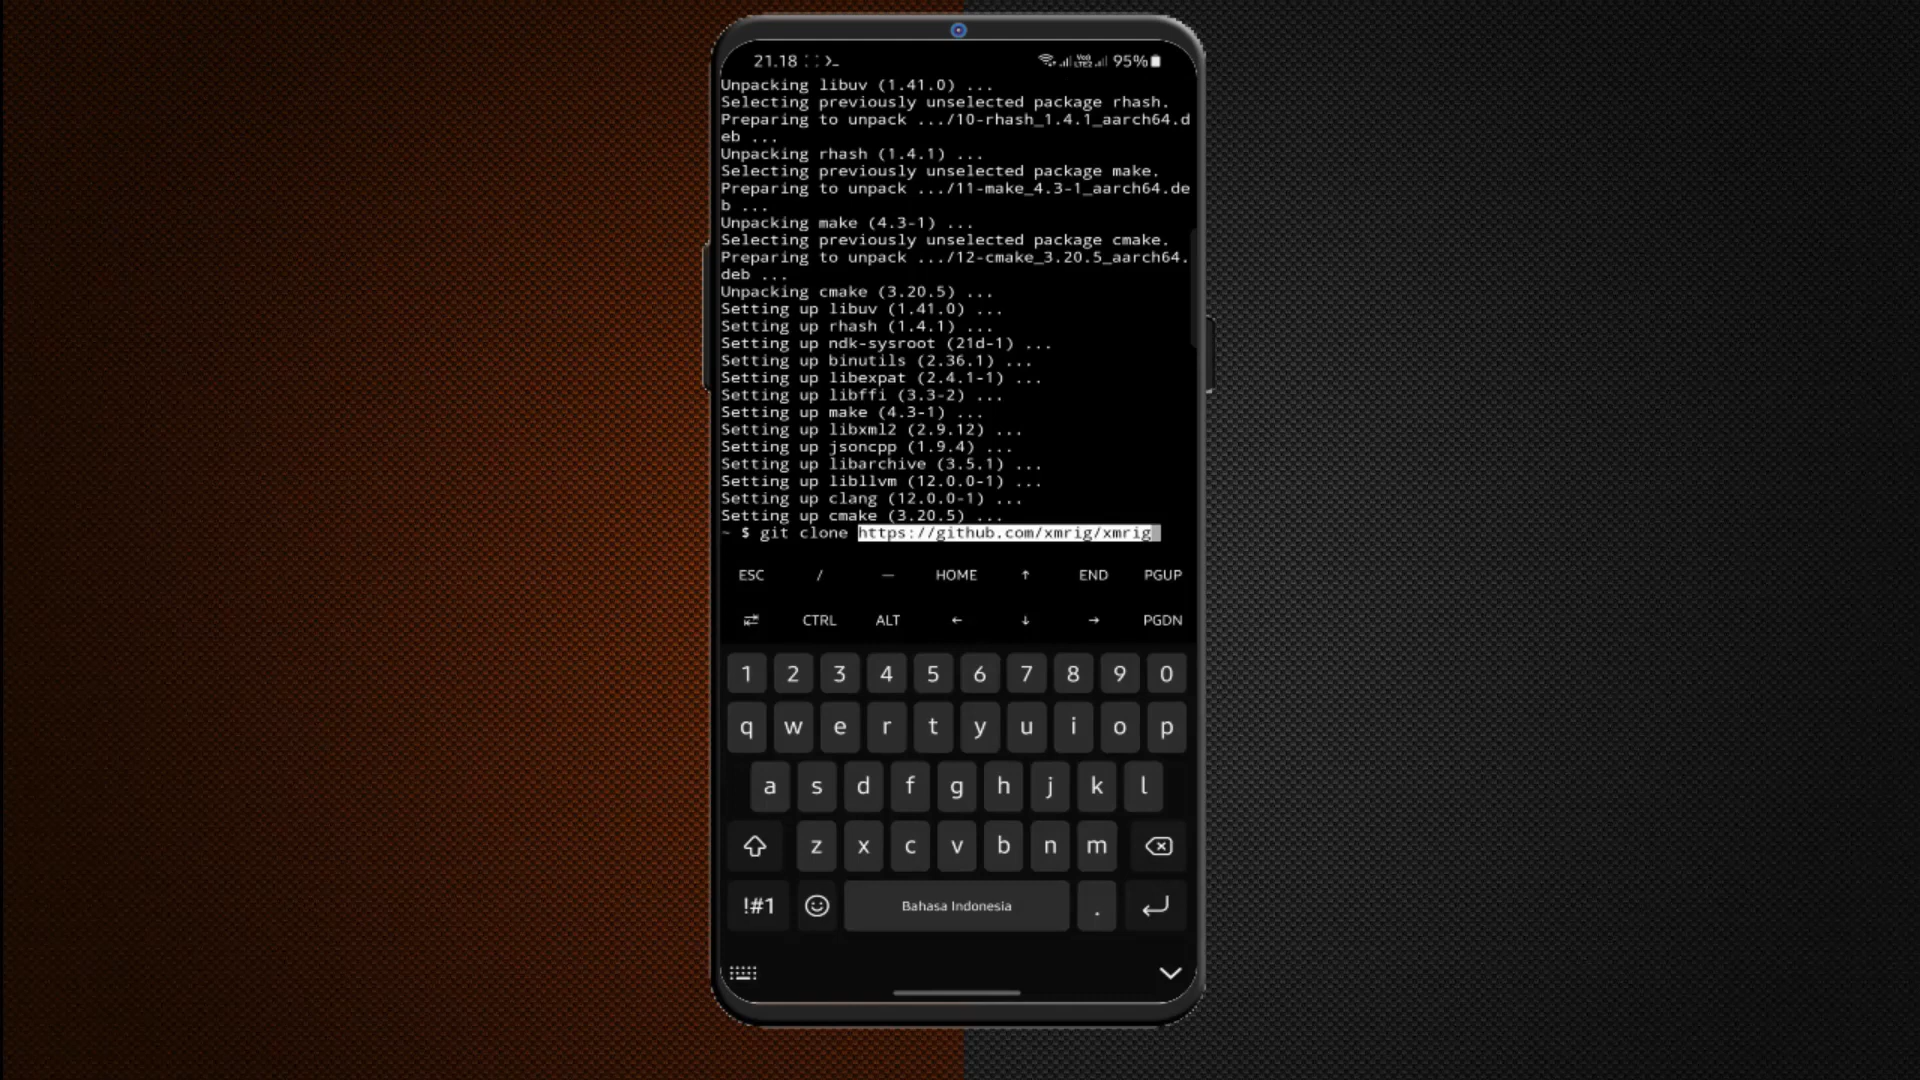 21.18 95%
Unpacking libuv (1.41.0) ...
Selecting previously unselected package rhash.
Preparing to unpack .../10-rhash_1.4.1_aarch64.d
eb ...
Unpacking rhash (1.4.1) ...
Selecting previously unselected package make.
Preparing to unpack .../11-make_4.3-1_aarch64.de
b ...
Unpacking make (4.3-1) ...
Selecting previously unselected package cmake.
Preparing to unpack .../12-cmake_3.20.5_aarch64.
deb ...
Unpacking cmake (3.20.5) ...
Setting up libuv (1.41.0) ...
Setting up rhash (1.4.1) ...
Setting up ndk-sysroot (21d-1) ...
Setting up binutils (2.36.1) ...
Setting up libexpat (2.4.1-1) ...
Setting up libffi (3.3-2) ...
Setting up make (4.3-1) ...
Setting up libxml2 (2.9.12) ...
Setting up jsoncpp (1.9.4) ...
Setting up libarchive (3.5.1) ...
Setting up libllvm (12.0.0-1) ...
Setting up clang (12.0.0-1) ...
Setting up cmake (3.20.5) ...
~ $ git clone https://github.com/xmrig/xmrig
ESC / — HOME ↑ END PGUP
⇄ CTRL ALT ← ↓ → PGDN
1 2 3 4 5 6 7 8 9 0
q w e r t y u i o p
a s d f g h j k l
z x c v b n m
!#1 Bahasa Indonesia .